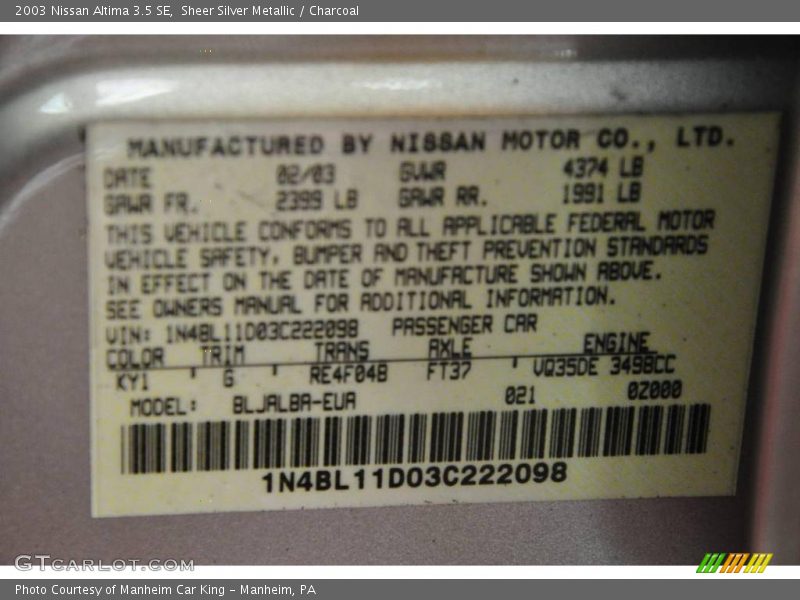 2003 Nissan Altima 3.5 SE, Sheer Silver Metallic / Charcoal
MANUFACTURED BY NISSAN MOTOR CO., LTD.
DATE 02/03 GVWR 4374 LB
GAWR FR. 2399 LB GAWR RR. 1991 LB
THIS VEHICLE CONFORMS TO ALL APPLICABLE FEDERAL MOTOR
VEHICLE SAFETY, BUMPER AND THEFT PREVENTION STANDARDS
IN EFFECT ON THE DATE OF MANUFACTURE SHOWN ABOVE.
SEE OWNERS MANUAL FOR ADDITIONAL INFORMATION.
VIN: 1N4BL11D03C222098 PASSENGER CAR
COLOR TRIM TRANS AXLE ENGINE
KY1 G RE4F04B FT37 VQ35DE 3498CC
MODEL: BLJALBA-EUA 021 0Z000
1N4BL11D03C222098
GTCarLot.com
Photo Courtesy of Manheim Car King - Manheim, PA